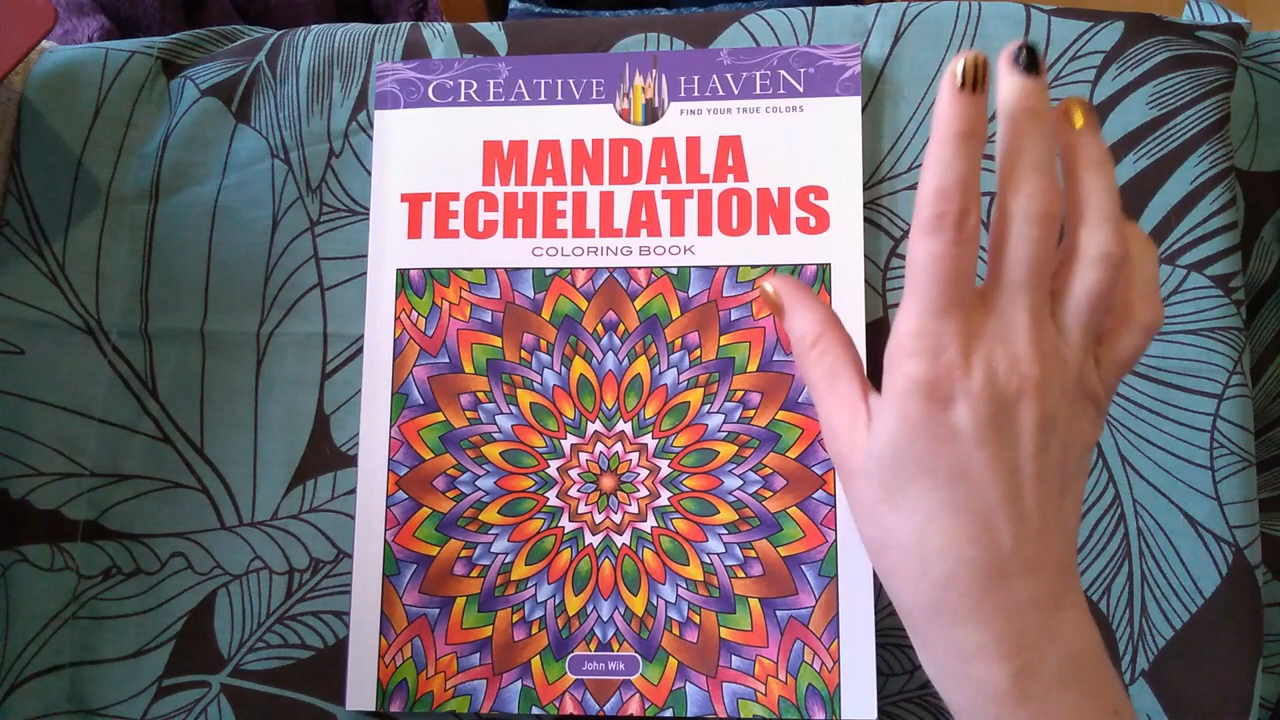 CREATIVE HAVEN®
FIND YOUR TRUE COLORS
MANDALA
TECHELLATIONS
COLORING BOOK
John Wik